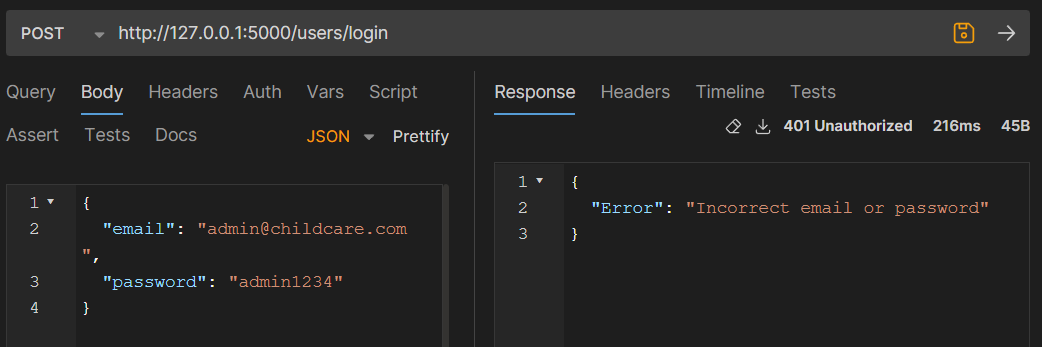 POST http://127.0.0.1:5000/users/login
Query Body Headers Auth Vars Script
Assert Tests Docs JSON Prettify
1 {
2 "email": "admin@childcare.com
",
3 "password": "admin1234"
4 }
Response Headers Timeline Tests
401 Unauthorized 216ms 45B
1 {
2 "Error": "Incorrect email or password"
3 }